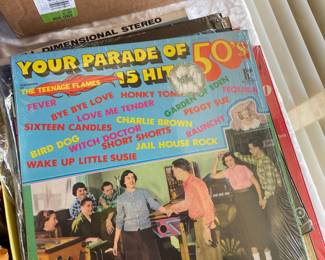 DIMENSIONAL STEREO
YOUR PARADE OF
15 HIT
50's!
THE TEENAGE FLAMES
FEVER
HONKY TON
GARDEN OF EDEN
TEQUILA
BYE BYE LOVE
LOVE ME TENDER
PEGGY SUE
SIXTEEN CANDLES
CHARLIE BROWN
BIRD DOG
WITCH DOCTOR
SHORT SHORTS
RAUNCHY
WAKE UP LITTLE SUSIE
JAIL HOUSE ROCK